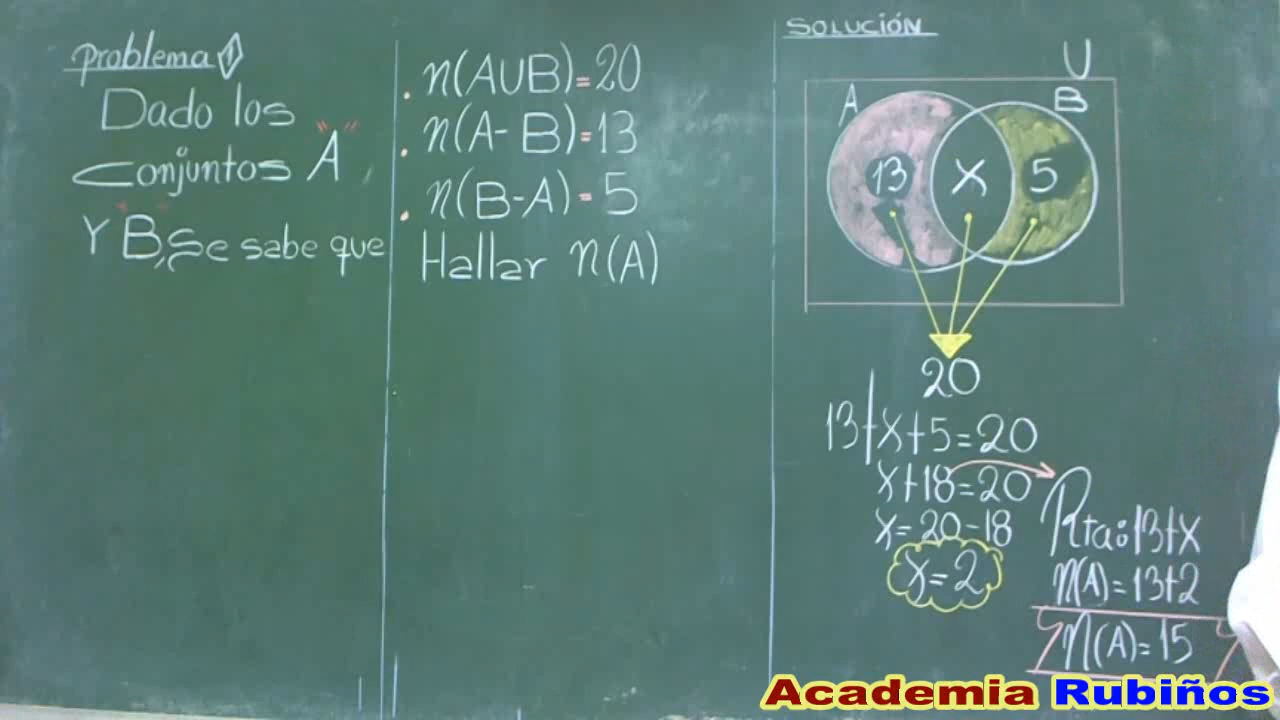 Problema 1
Dado los
conjuntos "A"
Y "B", se sabe que
. n(A∪B)=20
. n(A-B)=13
. n(B-A)=5
Hallar n(A)
SOLUCIÓN
U
A B
13 X 5
20
13+x+5=20
x+18=20
x=20-18
x=2
Rta: 13+x
n(A)=13+2
n(A)=15
Academia Rubiños